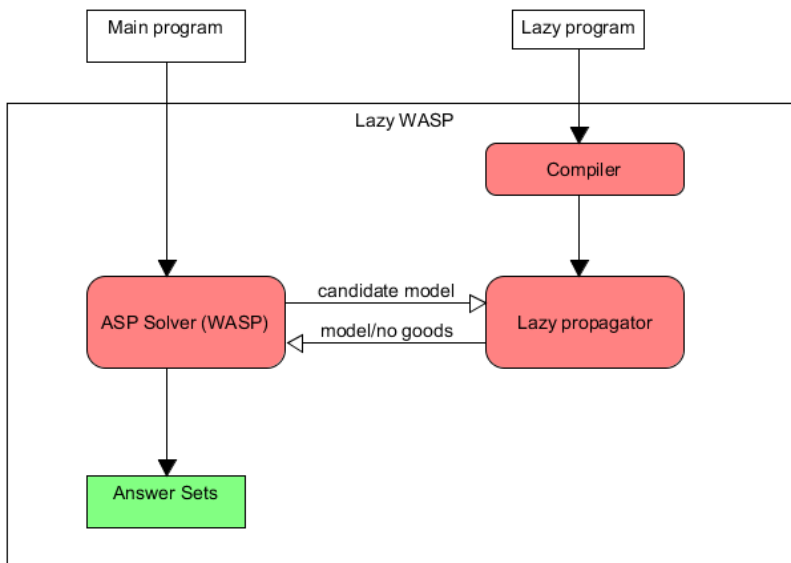 Main program
Lazy program
Lazy WASP
Compiler
candidate model
ASP Solver (WASP)
Lazy propagator
model/no goods
Answer Sets